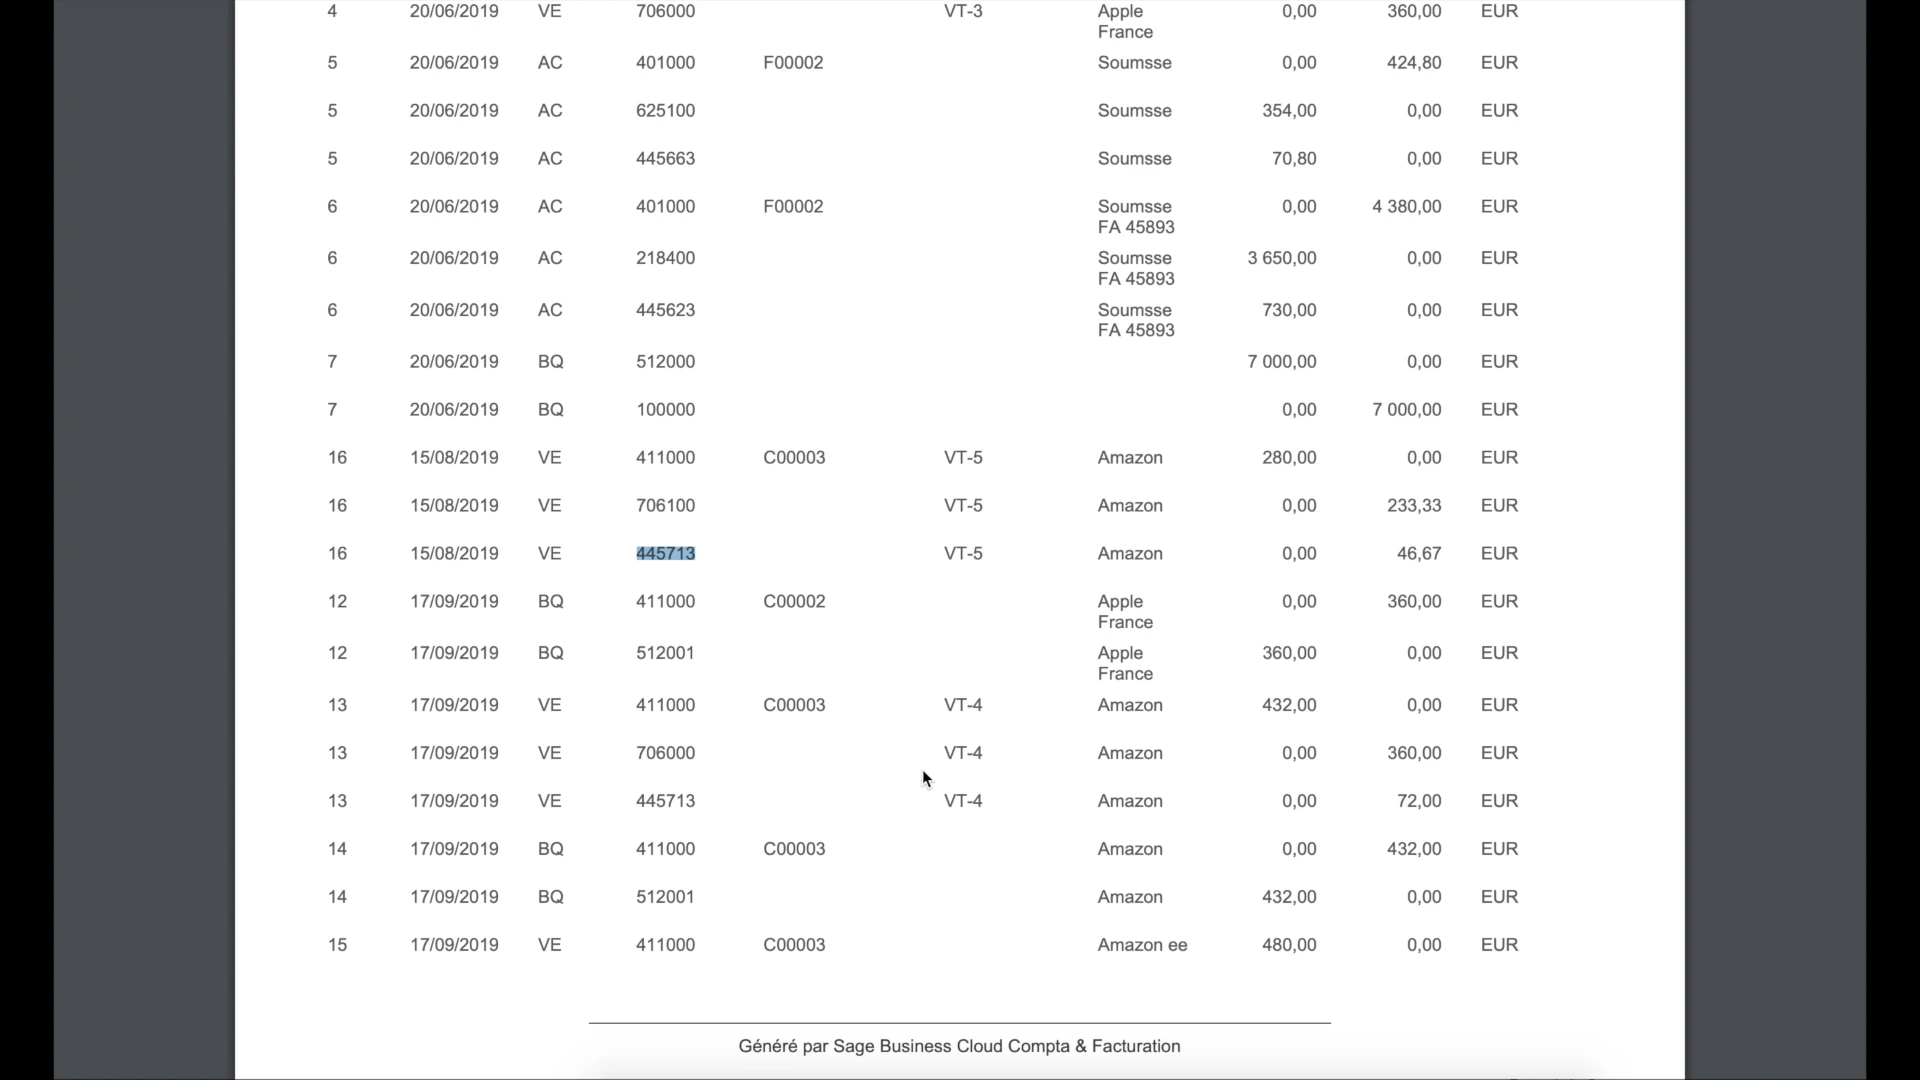 4 20/06/2019 VE 706000 VT-3 Apple France 0,00 360,00 EUR
5 20/06/2019 AC 401000 F00002 Soumsse 0,00 424,80 EUR
5 20/06/2019 AC 625100 Soumsse 354,00 0,00 EUR
5 20/06/2019 AC 445663 Soumsse 70,80 0,00 EUR
6 20/06/2019 AC 401000 F00002 Soumsse FA 45893 0,00 4 380,00 EUR
6 20/06/2019 AC 218400 Soumsse FA 45893 3 650,00 0,00 EUR
6 20/06/2019 AC 445623 Soumsse FA 45893 730,00 0,00 EUR
7 20/06/2019 BQ 512000 7 000,00 0,00 EUR
7 20/06/2019 BQ 100000 0,00 7 000,00 EUR
16 15/08/2019 VE 411000 C00003 VT-5 Amazon 280,00 0,00 EUR
16 15/08/2019 VE 706100 VT-5 Amazon 0,00 233,33 EUR
16 15/08/2019 VE 445713 VT-5 Amazon 0,00 46,67 EUR
12 17/09/2019 BQ 411000 C00002 Apple France 0,00 360,00 EUR
12 17/09/2019 BQ 512001 Apple France 360,00 0,00 EUR
13 17/09/2019 VE 411000 C00003 VT-4 Amazon 432,00 0,00 EUR
13 17/09/2019 VE 706000 VT-4 Amazon 0,00 360,00 EUR
13 17/09/2019 VE 445713 VT-4 Amazon 0,00 72,00 EUR
14 17/09/2019 BQ 411000 C00003 Amazon 0,00 432,00 EUR
14 17/09/2019 BQ 512001 Amazon 432,00 0,00 EUR
15 17/09/2019 VE 411000 C00003 Amazon ee 480,00 0,00 EUR
Généré par Sage Business Cloud Compta & Facturation